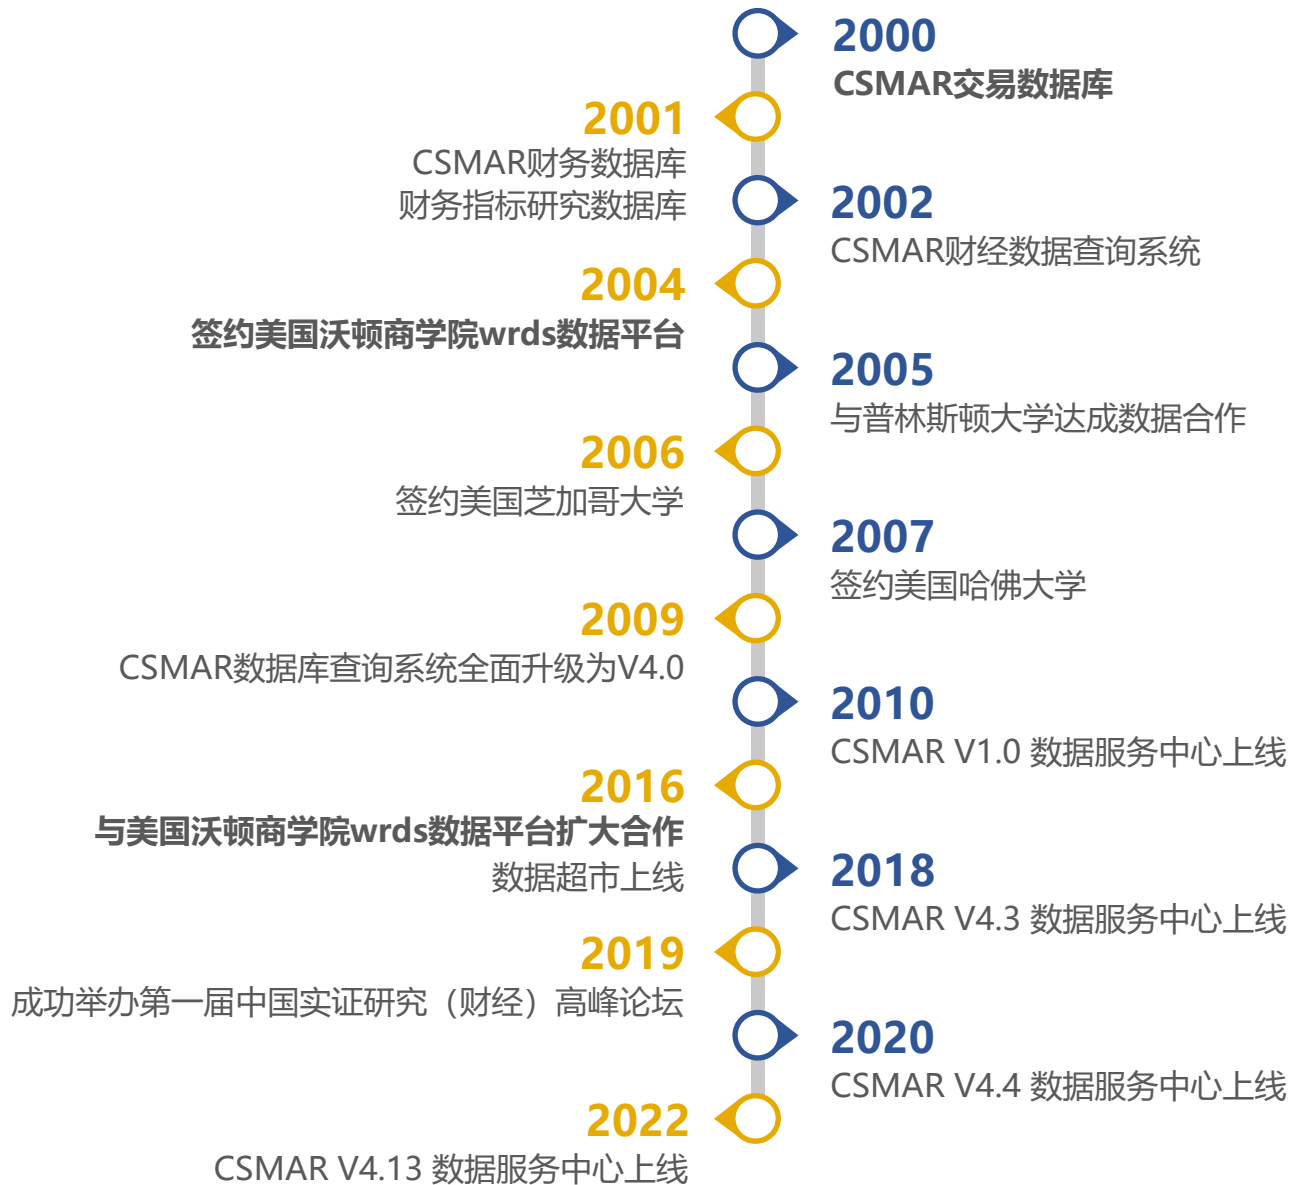 2000
CSMAR交易数据库
2001
CSMAR财务数据库
财务指标研究数据库
2002
CSMAR财经数据查询系统
2004
签约美国沃顿商学院wrds数据平台
2005
与普林斯顿大学达成数据合作
2006
签约美国芝加哥大学
2007
签约美国哈佛大学
2009
CSMAR数据库查询系统全面升级为V4.0
2010
CSMAR V1.0 数据服务中心上线
2016
与美国沃顿商学院wrds数据平台扩大合作
数据超市上线
2018
CSMAR V4.3 数据服务中心上线
2019
成功举办第一届中国实证研究（财经）高峰论坛
2020
CSMAR V4.4 数据服务中心上线
2022
CSMAR V4.13 数据服务中心上线